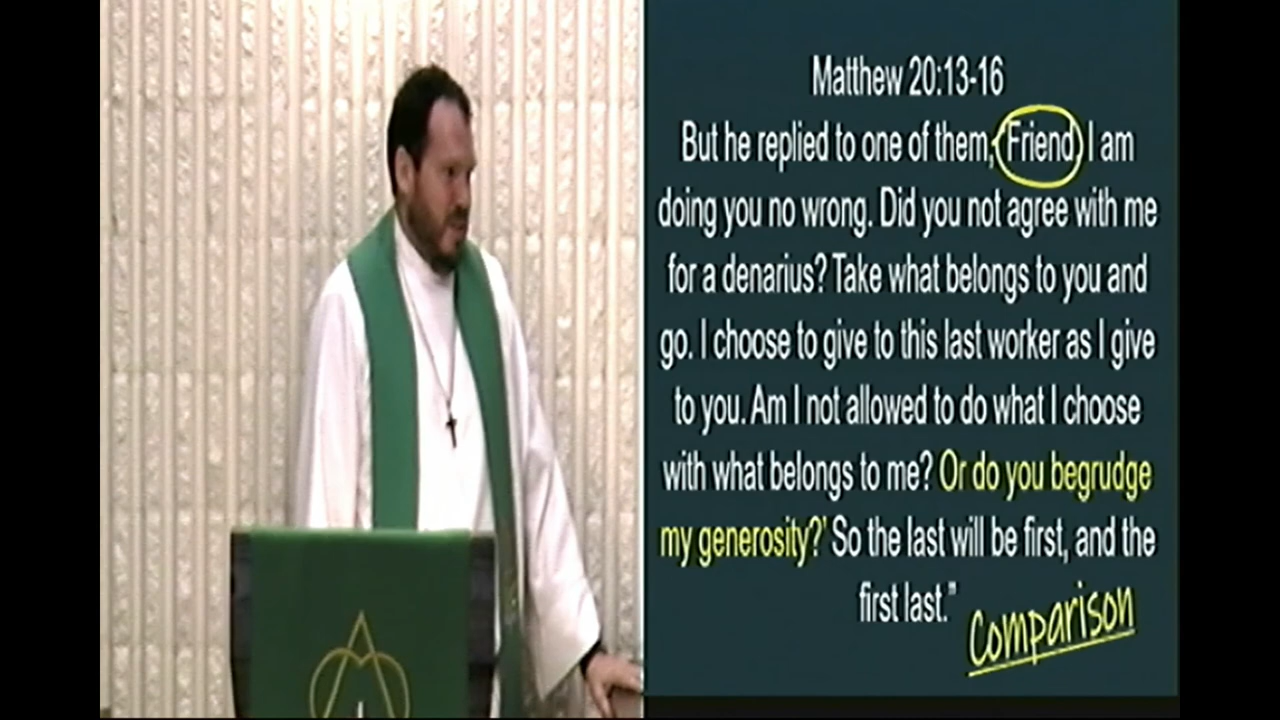 Matthew 20:13-16
But he replied to one of them, 'Friend, I am
doing you no wrong. Did you not agree with me
for a denarius? Take what belongs to you and
go. I choose to give to this last worker as I give
to you. Am I not allowed to do what I choose
with what belongs to me? Or do you begrudge
my generosity?' So the last will be first, and the
first last."
Comparison